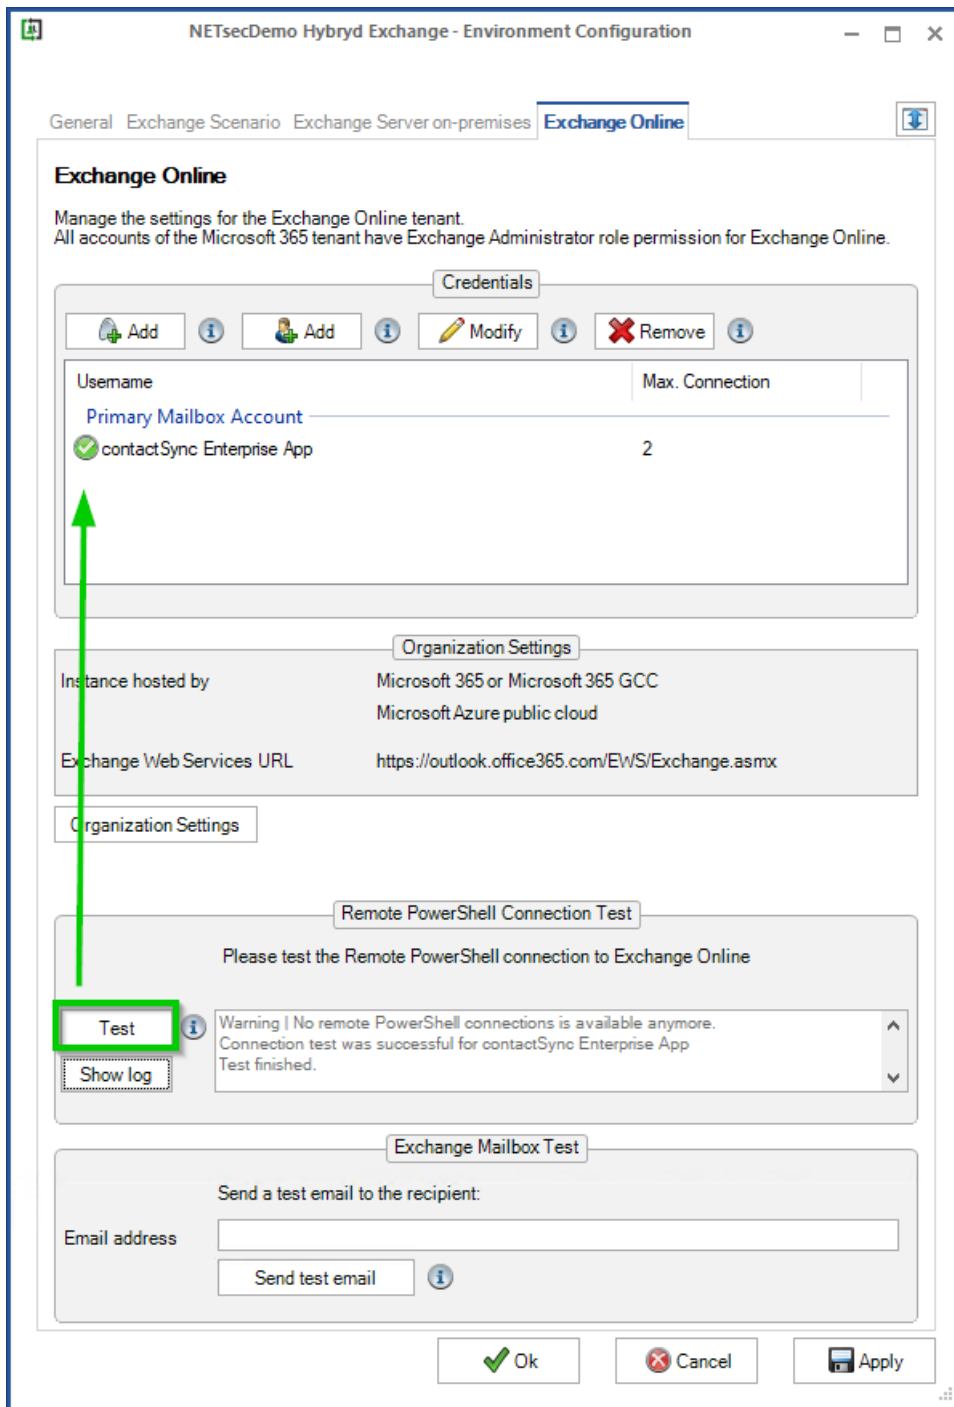 NETsecDemo Hybryd Exchange - Environment Configuration
General Exchange Scenario Exchange Server on-premises Exchange Online
Exchange Online
Manage the settings for the Exchange Online tenant.
All accounts of the Microsoft 365 tenant have Exchange Administrator role permission for Exchange Online.
Credentials
Add Add Modify Remove
Username Max. Connection
Primary Mailbox Account
contactSync Enterprise App 2
Organization Settings
Instance hosted by Microsoft 365 or Microsoft 365 GCC
Microsoft Azure public cloud
Exchange Web Services URL https://outlook.office365.com/EWS/Exchange.asmx
Organization Settings
Remote PowerShell Connection Test
Please test the Remote PowerShell connection to Exchange Online
Test
Warning | No remote PowerShell connections is available anymore.
Connection test was successful for contactSync Enterprise App
Test finished.
Show log
Exchange Mailbox Test
Send a test email to the recipient:
Email address
Send test email
Ok Cancel Apply